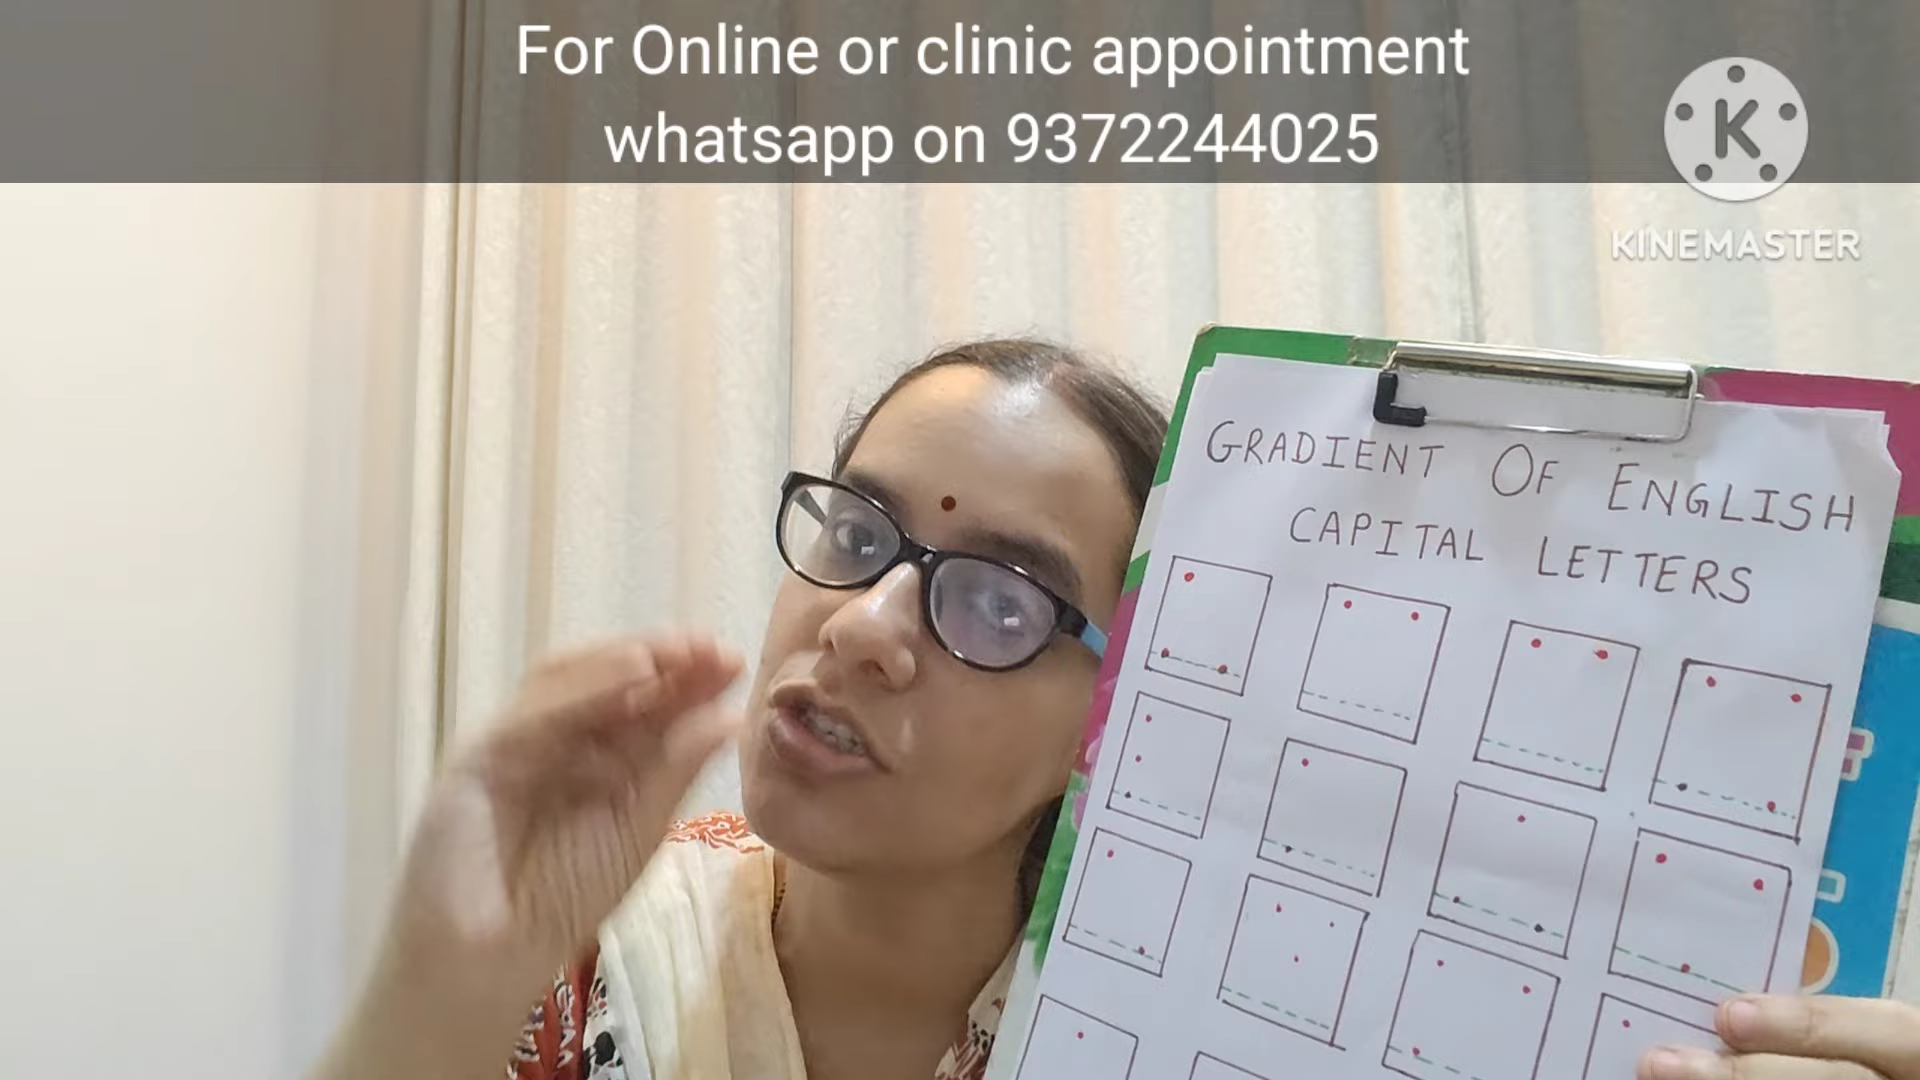 For Online or clinic appointment
whatsapp on 9372244025
K
KINEMASTER
GRADIENT OF ENGLISH
CAPITAL LETTERS